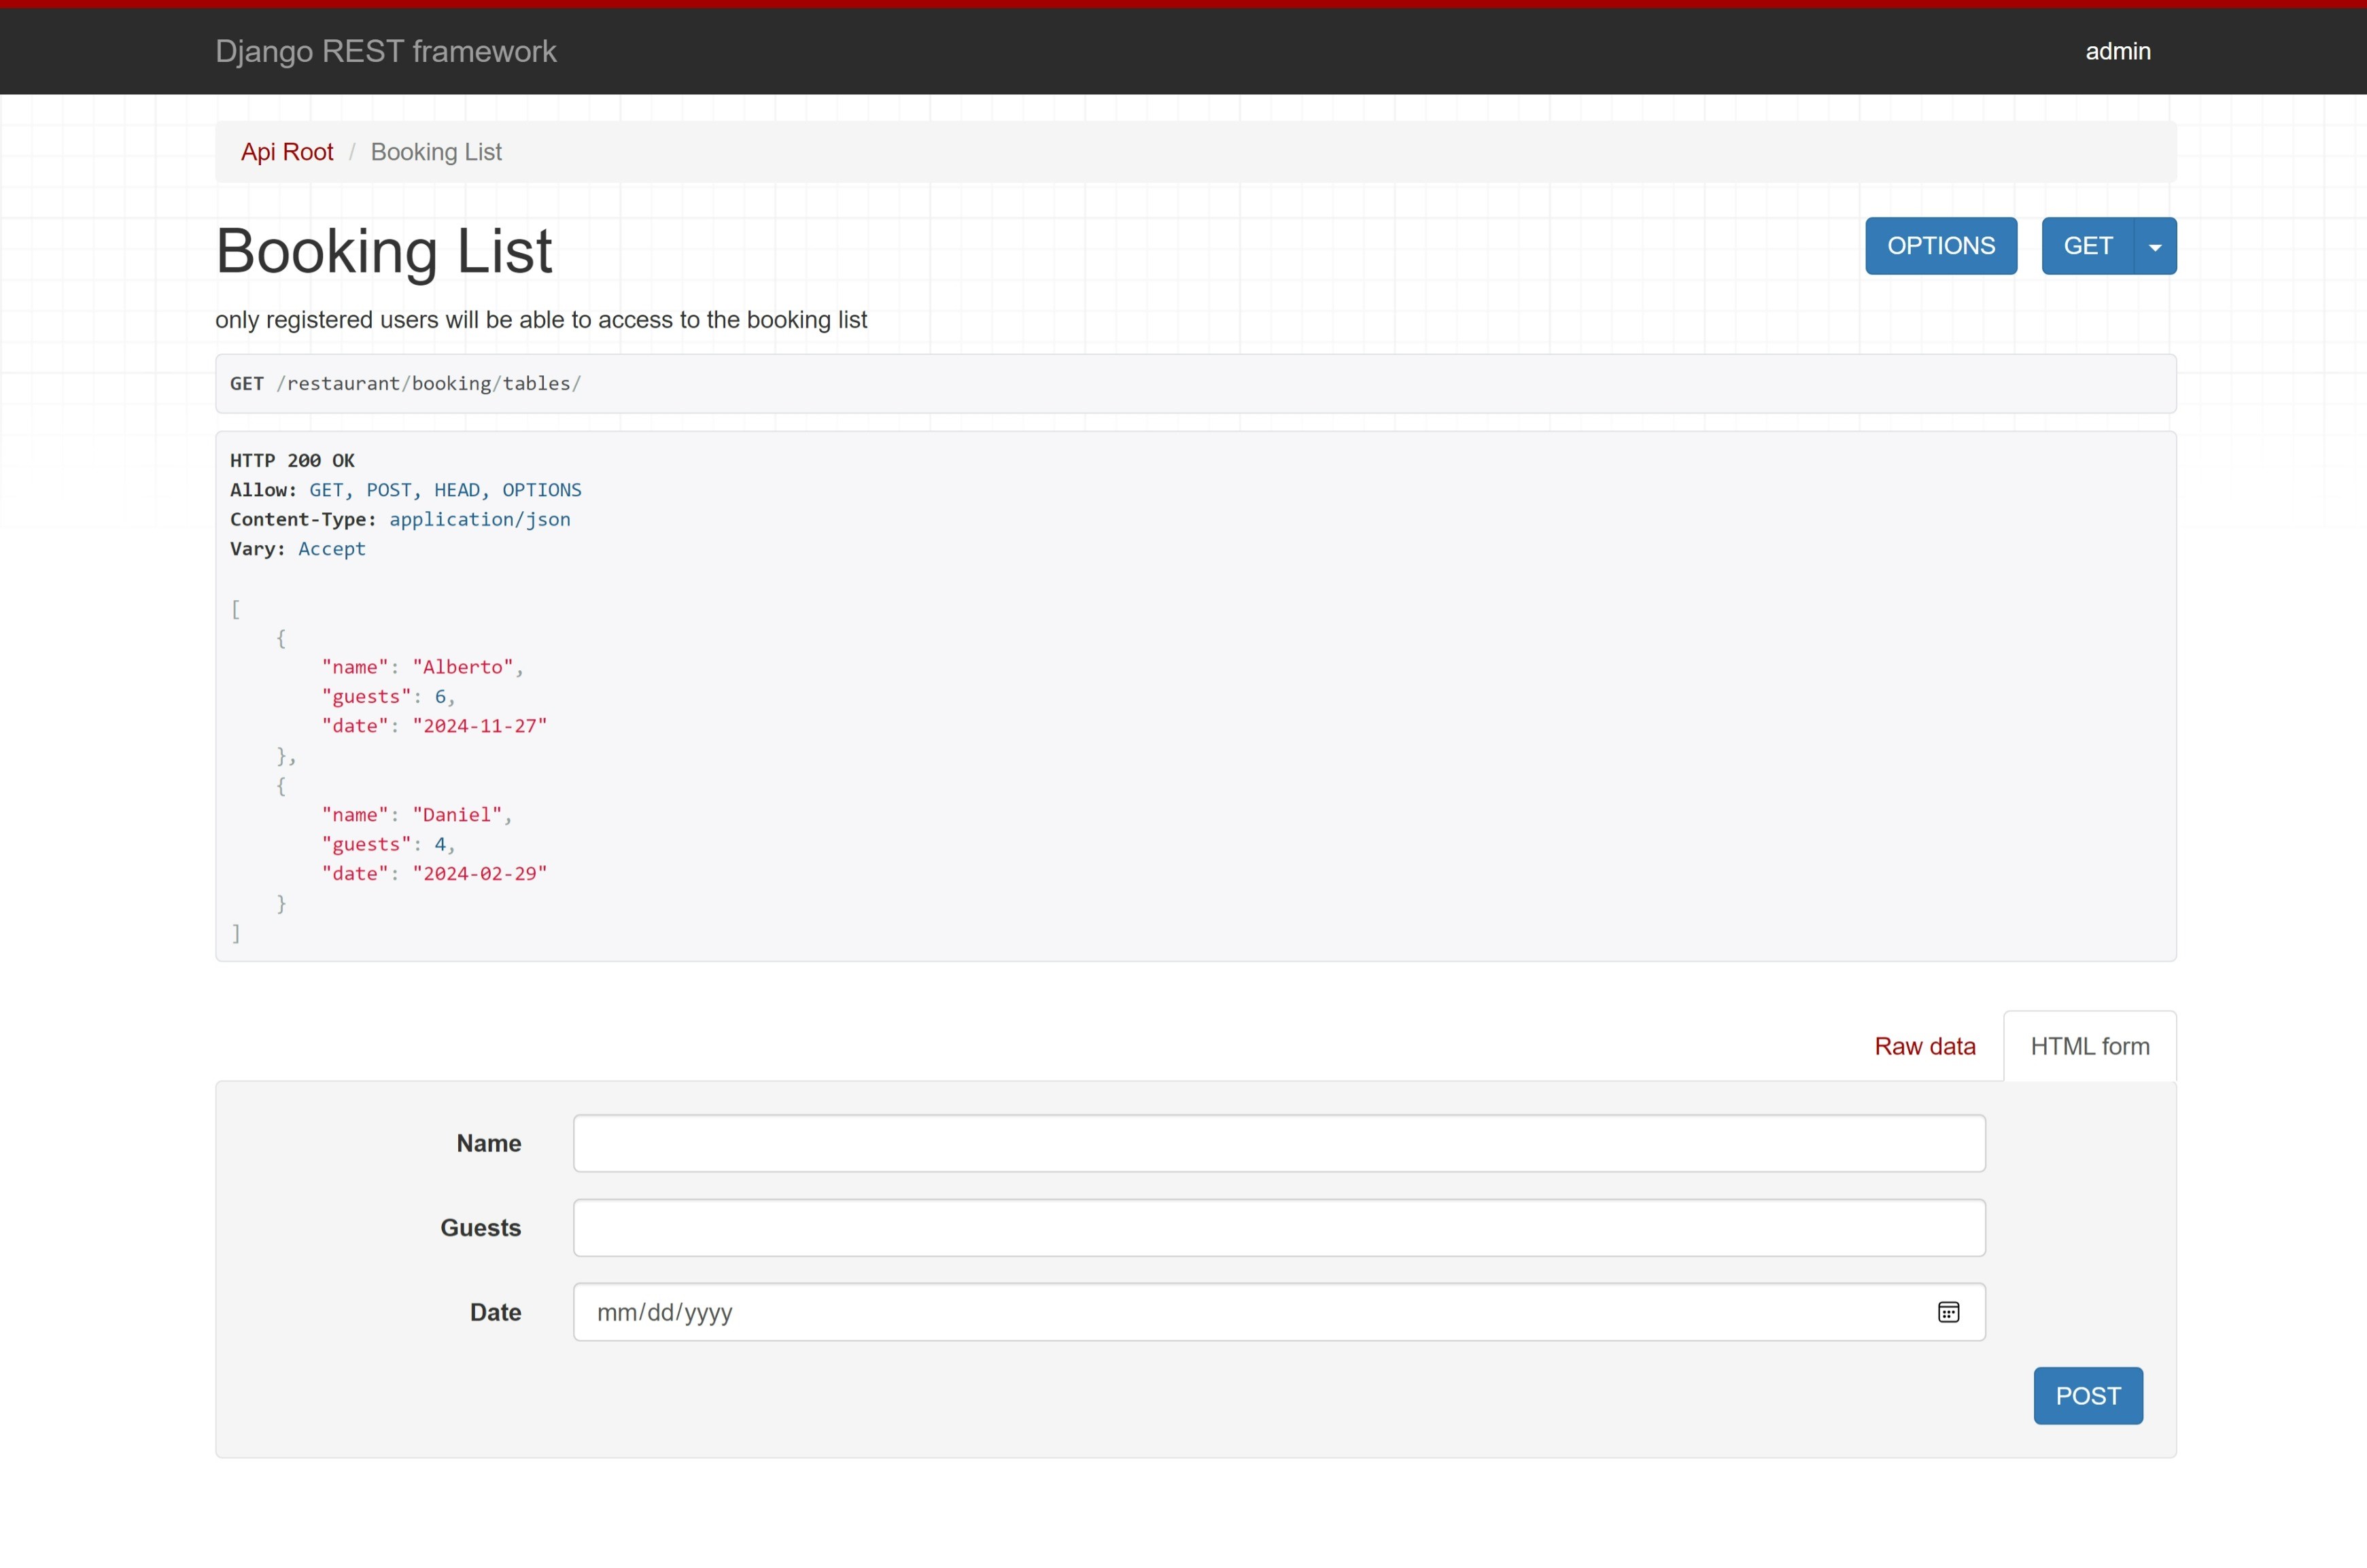 Django REST framework
admin
Api Root / Booking List
Booking List
OPTIONS
GET
only registered users will be able to access to the booking list
GET /restaurant/booking/tables/
HTTP 200 OK
Allow: GET, POST, HEAD, OPTIONS
Content-Type: application/json
Vary: Accept
[
    {
        "name": "Alberto",
        "guests": 6,
        "date": "2024-11-27"
    },
    {
        "name": "Daniel",
        "guests": 4,
        "date": "2024-02-29"
    }
]
Raw data
HTML form
Name
Guests
Date
mm/dd/yyyy
POST